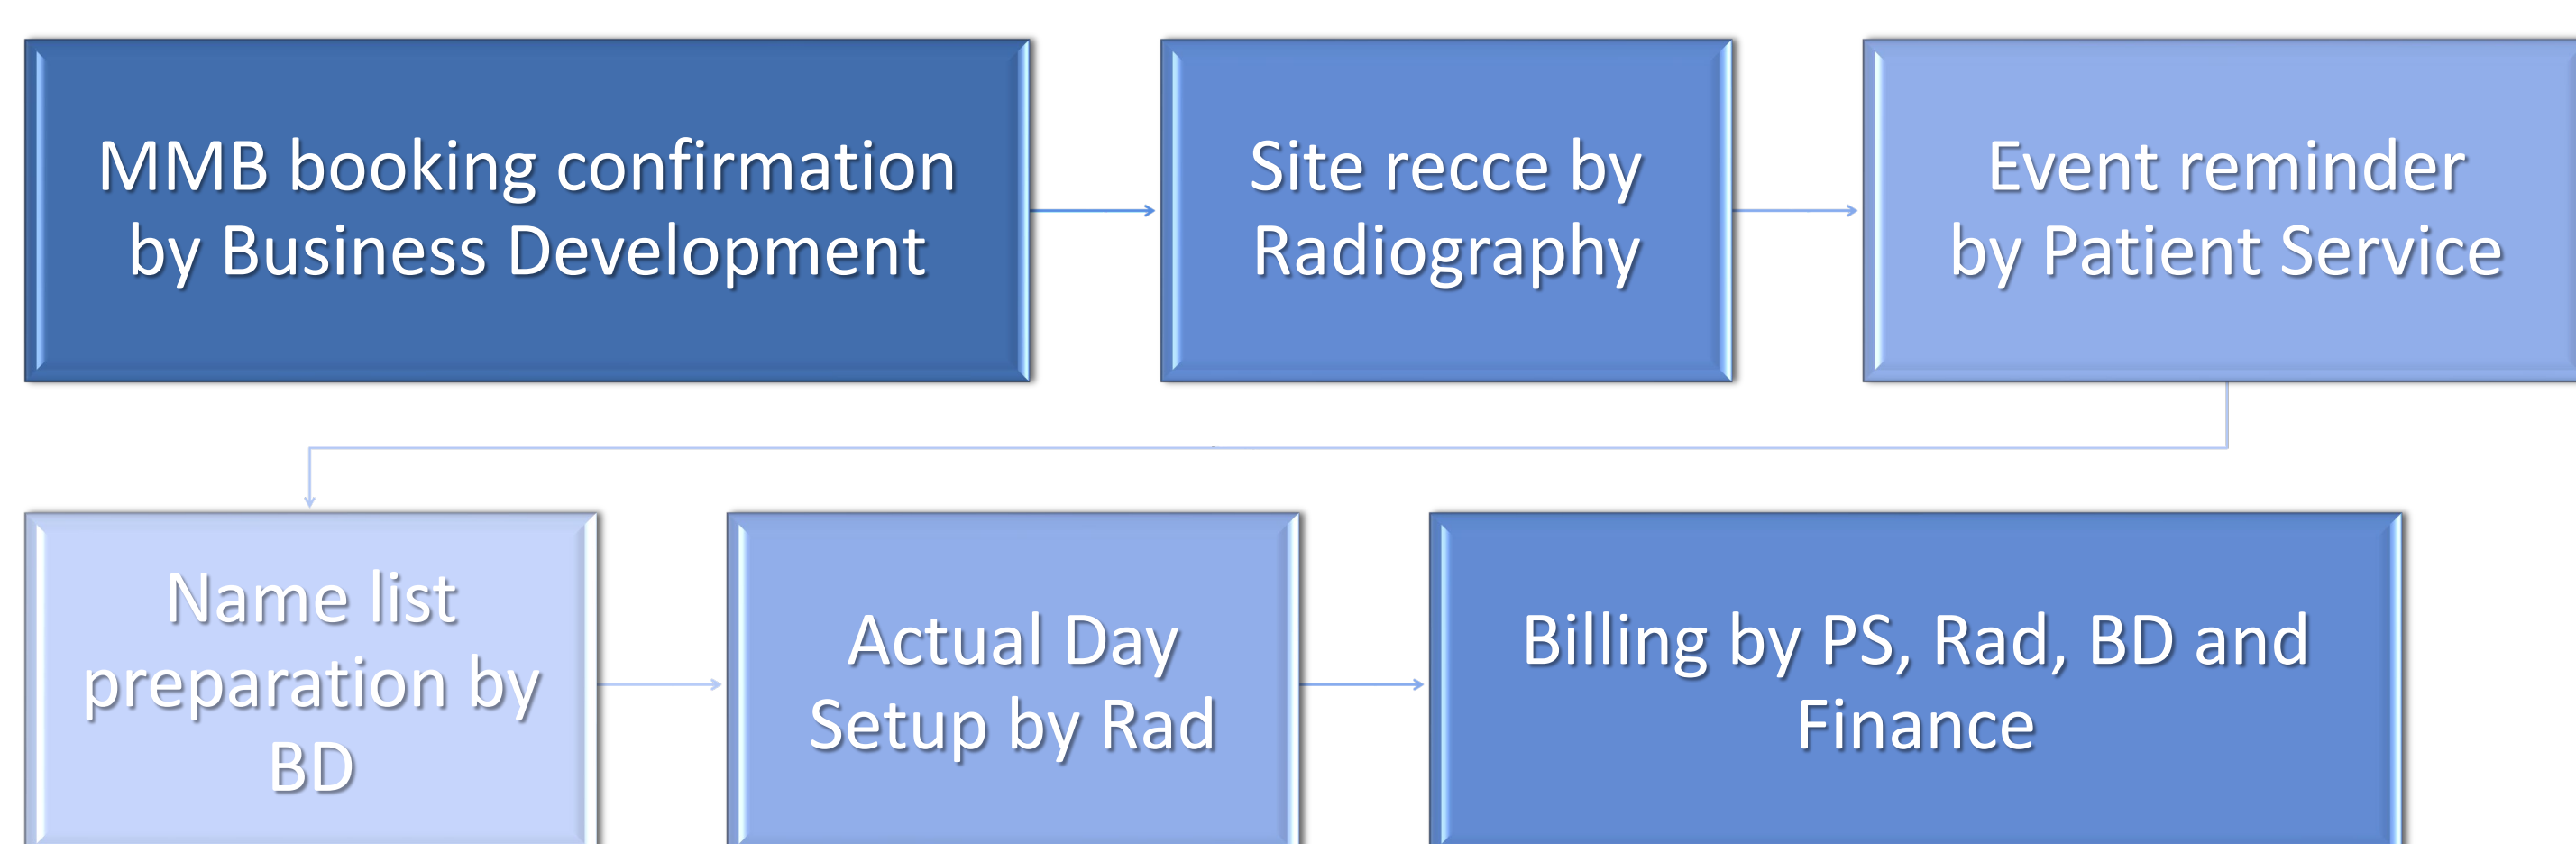 MMB booking confirmation
by Business Development
Site recce by
Radiography
Event reminder
by Patient Service
Name list
preparation by
BD
Actual Day
Setup by Rad
Billing by PS, Rad, BD and
Finance